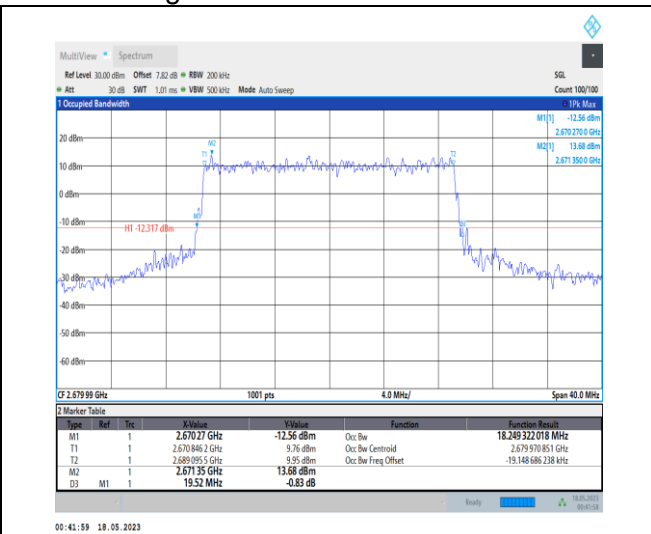 MultiView Spectrum
Ref Level 30.00 dBm Offset 7.82 dB RBW 200 kHz SGL
Att 30 dB SWT 1.01 ms VBW 500 kHz Mode Auto Sweep Count 100/100
1 Occupied Bandwidth 1Pk Max
M1[1] -12.56 dBm
2.670 270 0 GHz
M2[1] 13.68 dBm
2.671 350 0 GHz
20 dBm
M2
T1 T2
10 dBm
0 dBm
-10 dBm
M1
H1 -12.317 dBm
-20 dBm
-30 dBm
-40 dBm
-50 dBm
-60 dBm
CF 2.679 99 GHz 1001 pts 4.0 MHz/ Span 40.0 MHz
2 Marker Table
Type Ref Trc X-Value Y-Value Function Function Result
M1 1 2.670 27 GHz -12.56 dBm Occ Bw 18.249 322 018 MHz
T1 1 2.670 846 2 GHz 9.76 dBm Occ Bw Centroid 2.679 970 851 GHz
T2 1 2.689 095 5 GHz 9.95 dBm Occ Bw Freq Offset -19.148 686 238 kHz
M2 1 2.671 35 GHz 13.68 dBm
D3 M1 1 19.52 MHz -0.83 dB
Ready 18.05.2023
00:41:58
00:41:59 18.05.2023